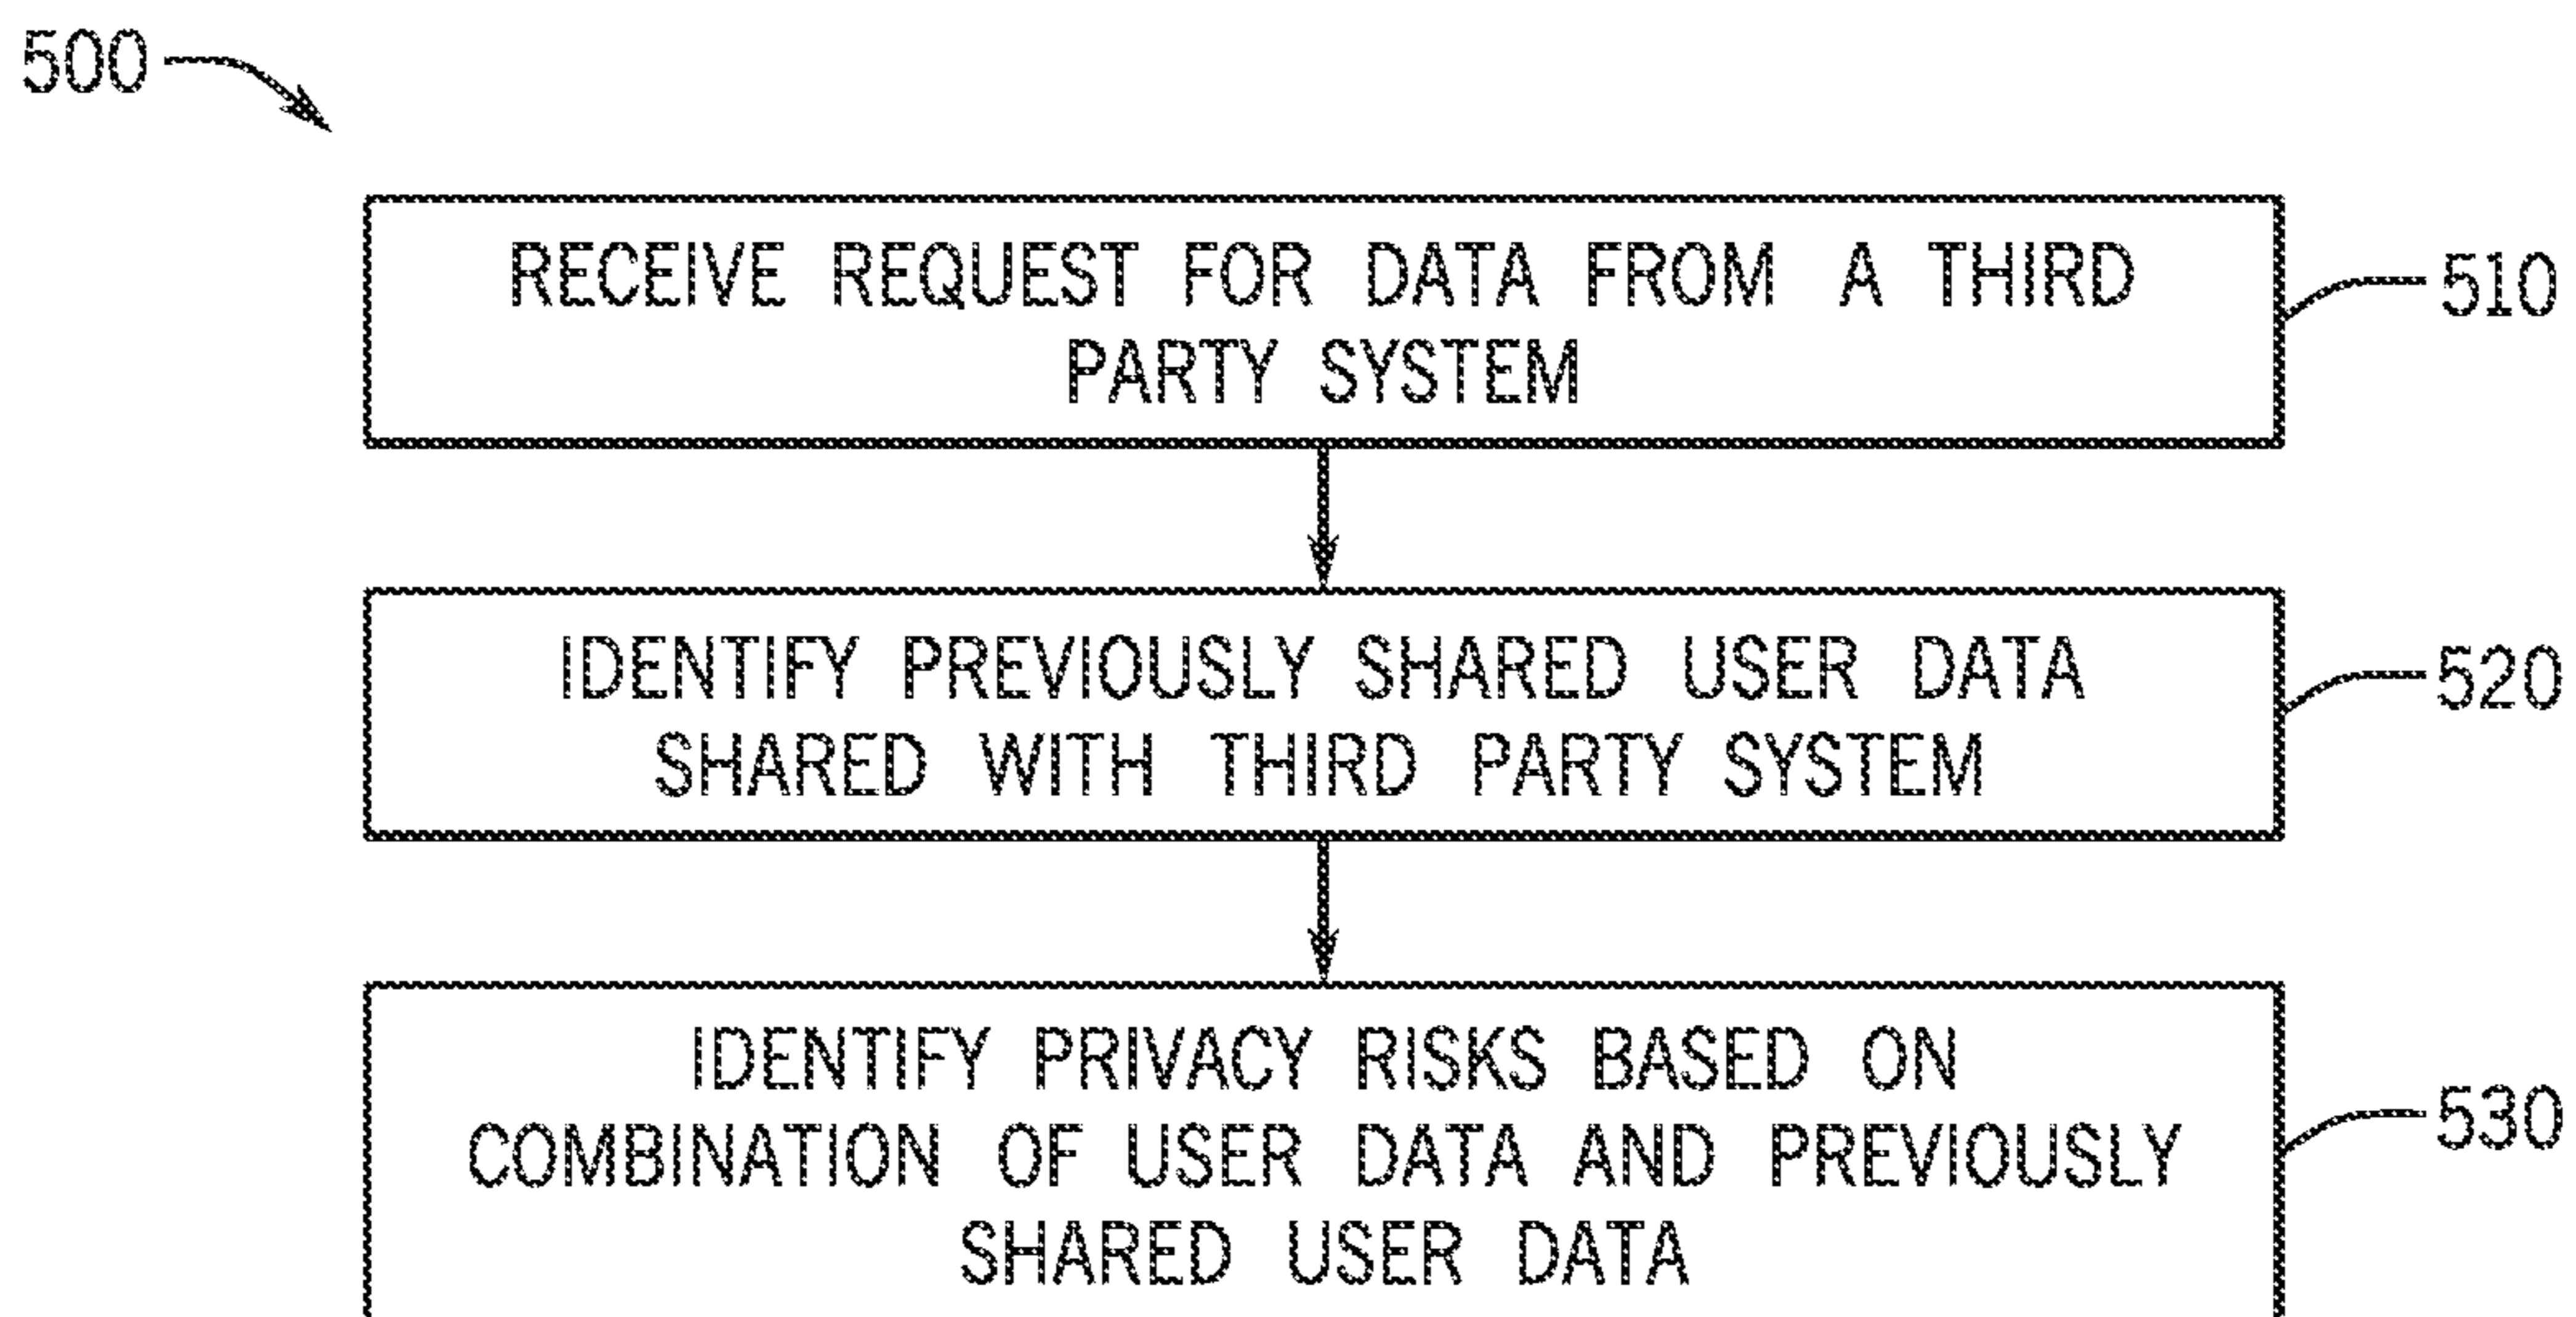 500
RECEIVE REQUEST FOR DATA FROM A THIRD
PARTY SYSTEM
510
IDENTIFY PREVIOUSLY SHARED USER DATA
SHARED WITH THIRD PARTY SYSTEM
520
IDENTIFY PRIVACY RISKS BASED ON
COMBINATION OF USER DATA AND PREVIOUSLY
SHARED USER DATA
530